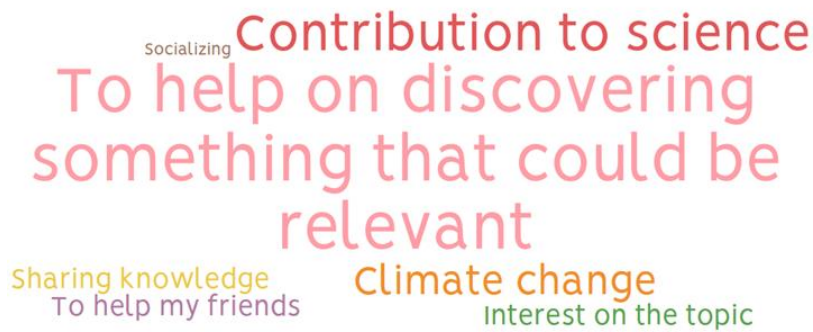 Socializing Contribution to science
To help on discovering
something that could be
relevant
Sharing knowledge Climate change
To help my friends
Interest on the topic